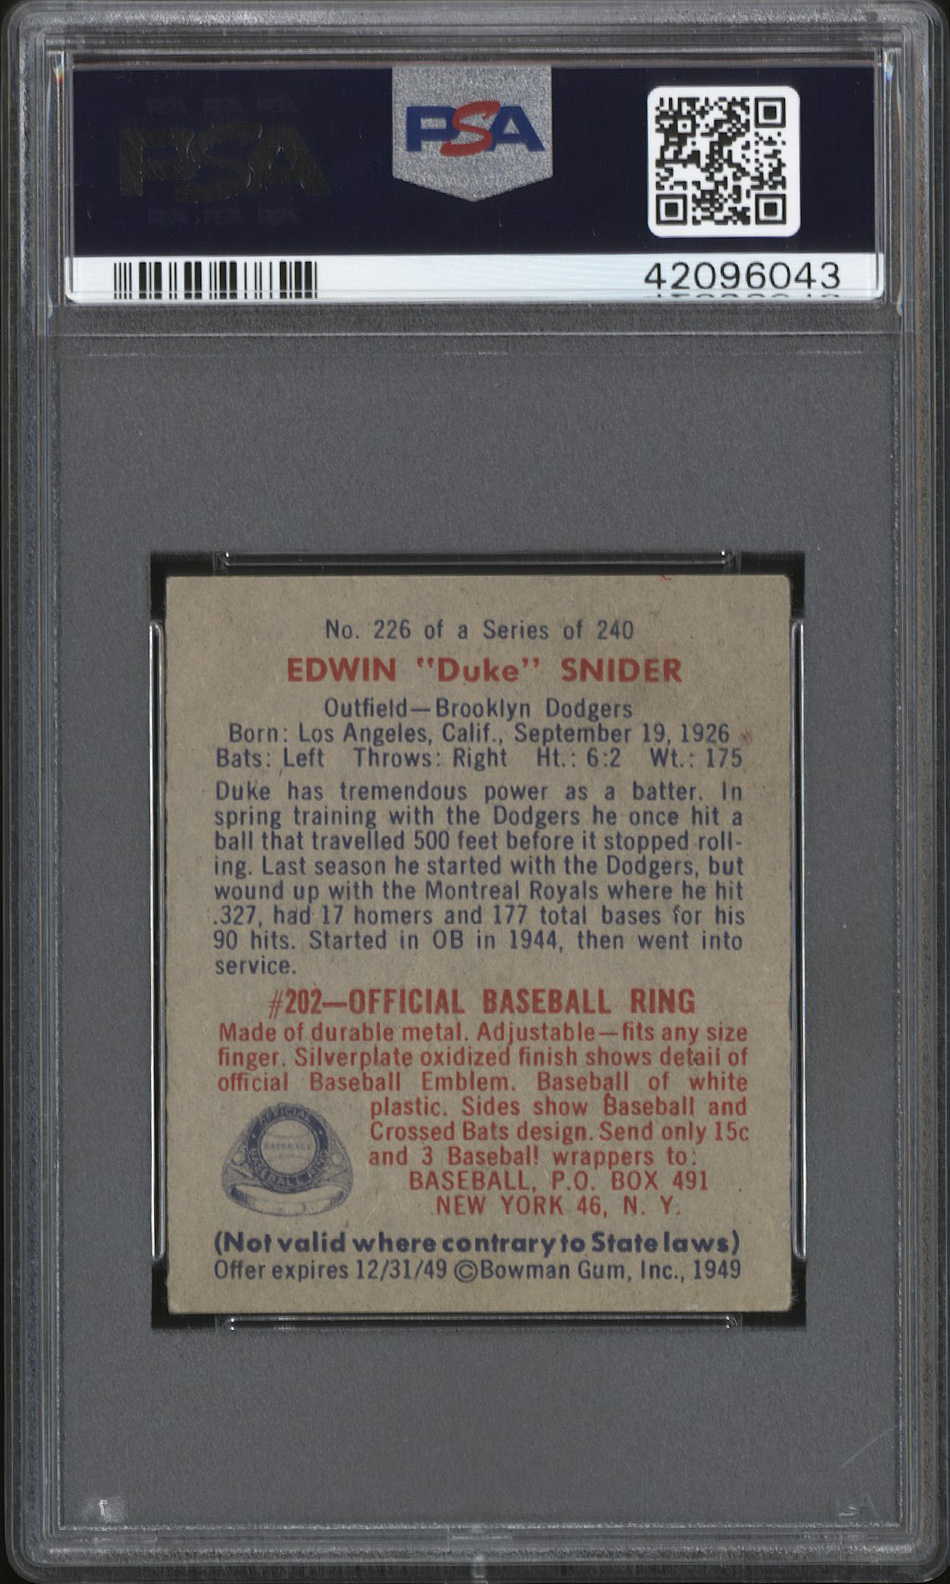 PSA
PSA
42096043
No. 226 of a Series of 240
EDWIN "Duke" SNIDER
Outfield—Brooklyn Dodgers
Born: Los Angeles, Calif., September 19, 1926
Bats: Left Throws: Right Ht.: 6:2 Wt.: 175
Duke has tremendous power as a batter. In
spring training with the Dodgers he once hit a
ball that travelled 500 feet before it stopped roll-
ing. Last season he started with the Dodgers, but
wound up with the Montreal Royals where he hit
.327, had 17 homers and 177 total bases for his
90 hits. Started in OB in 1944, then went into
service.
#202—OFFICIAL BASEBALL RING
Made of durable metal. Adjustable—fits any size
finger. Silverplate oxidized finish shows detail of
official Baseball Emblem. Baseball of white
plastic. Sides show Baseball and
Crossed Bats design. Send only 15c
and 3 Baseball wrappers to:
BASEBALL, P.O. BOX 491
NEW YORK 46, N. Y.
OFFICIAL
BASEBALL
BASEBALL RING
(Not valid where contrary to State laws)
Offer expires 12/31/49 ©Bowman Gum, Inc., 1949